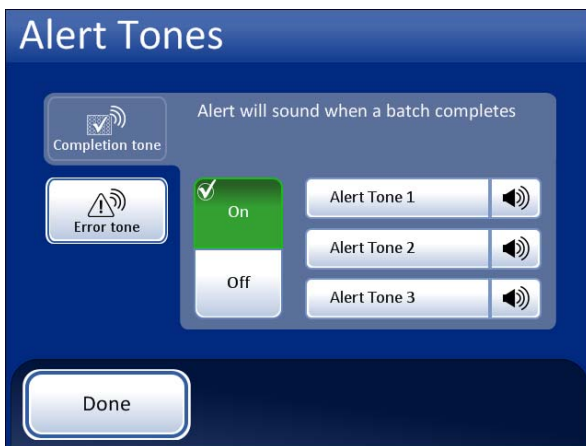 Alert Tones
Completion tone
Alert will sound when a batch completes
Error tone
On
Off
Alert Tone 1
Alert Tone 2
Alert Tone 3
Done